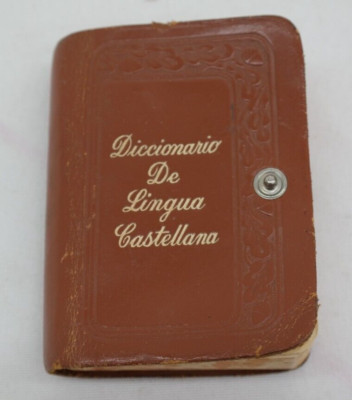 Diccionario
De
Lingua
Castellana